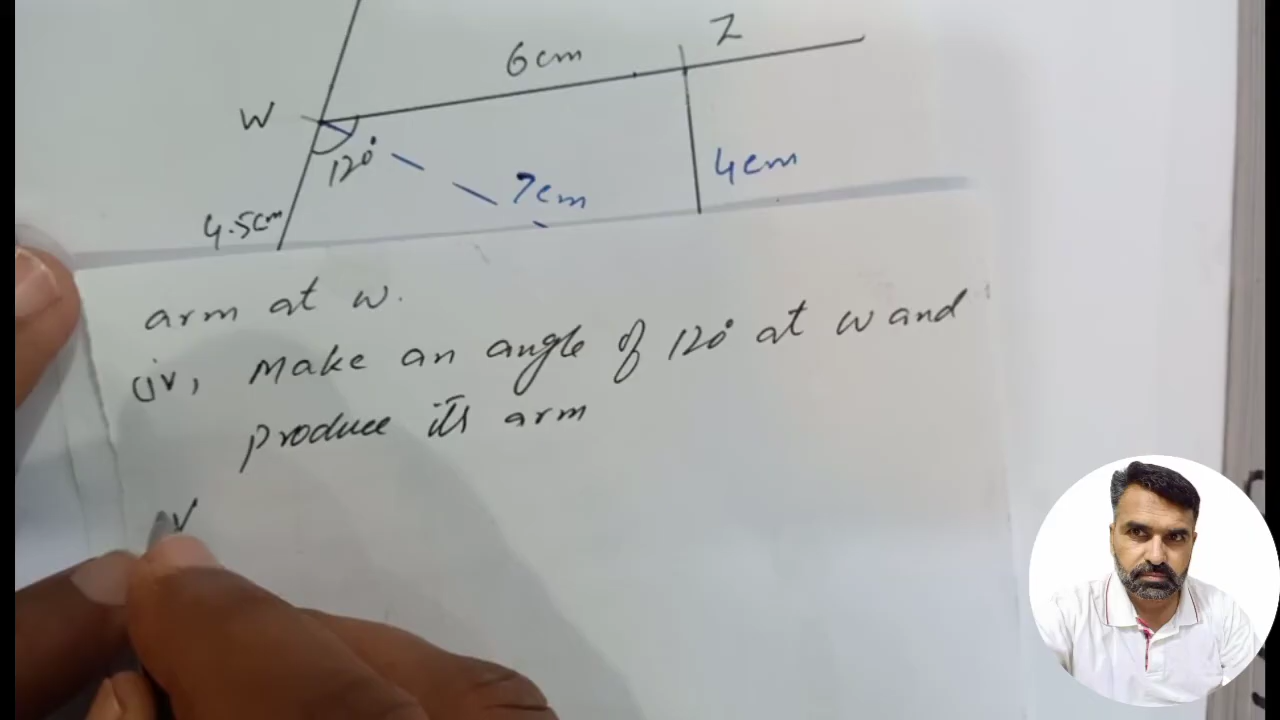 Z
6cm
W
120°
4cm
7cm
4.5cm
arm at W.
(iv, Make an angle of 120° at W and
produce its arm
v